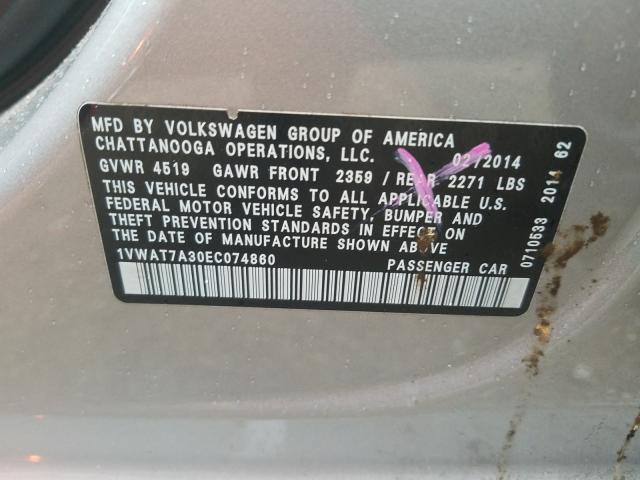 MFD BY VOLKSWAGEN GROUP OF AMERICA
CHATTANOOGA OPERATIONS, LLC. 02/2014
GVWR 4519 GAWR FRONT 2359 / REAR 2271 LBS
THIS VEHICLE CONFORMS TO ALL APPLICABLE U.S.
FEDERAL MOTOR VEHICLE SAFETY, BUMPER AND
THEFT PREVENTION STANDARDS IN EFFECT ON
THE DATE OF MANUFACTURE SHOWN ABOVE
1VWAT7A30EC074860 PASSENGER CAR
0710533 2014 62